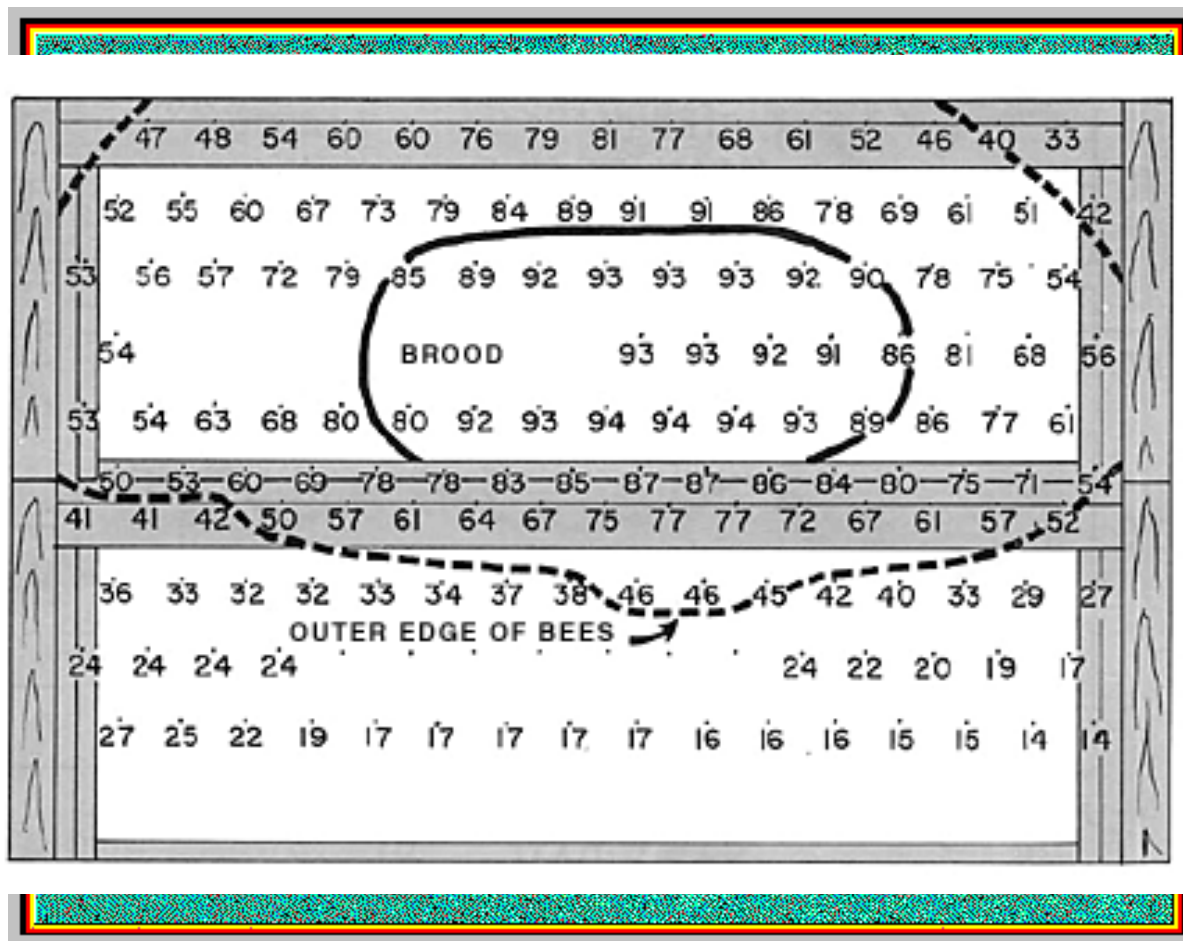 47 48 54 60 60 76 79 81 77 68 61 52 46 40 33
52 55 60 67 73 79 84 89 91 91 86 78 69 61 51 42
53 56 57 72 79 85 89 92 93 93 93 92 90 78 75 54
54 BROOD 93 93 92 91 86 81 68 56
53 54 63 68 80 80 92 93 94 94 94 93 89 86 77 61
50 53 60 69 78 78 83 85 87 87 86 84 80 75 71 54
41 41 42 50 57 61 64 67 75 77 77 72 67 61 57 52
36 33 32 32 33 34 37 38 46 46 45 42 40 33 29 27
OUTER EDGE OF BEES
24 24 24 24 24 22 20 19 17
27 25 22 19 17 17 17 17 17 16 16 16 15 15 14 14